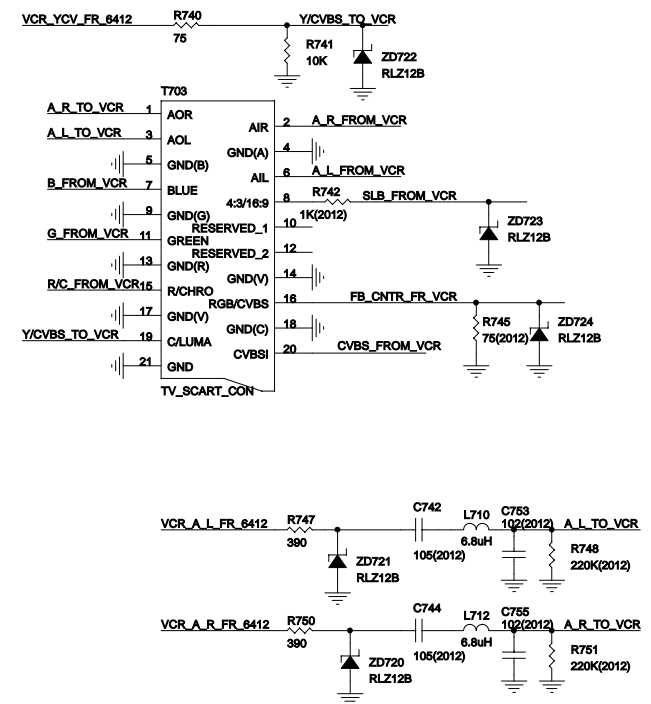 VCR_YCV_FR_6412 R740 75 Y/CVBS_TO_VCR
R741 10K
ZD722 RLZ12B
T703
A_R_TO_VCR 1 AOR
AIR 2 A_R_FROM_VCR
A_L_TO_VCR 3 AOL
GND(A) 4
5 GND(B)
AIL 6 A_L_FROM_VCR
B_FROM_VCR 7 BLUE
4:3/16:9 8 R742 1K(2012) SLB_FROM_VCR
ZD723 RLZ12B
9 GND(G)
RESERVED_1 10
G_FROM_VCR 11 GREEN
RESERVED_2 12
13 GND(R)
GND(V) 14
R/C_FROM_VCR 15 R/CHRO
RGB/CVBS 16 FB_CNTR_FR_VCR
17 GND(V)
GND(C) 18
R745 75(2012)
ZD724 RLZ12B
Y/CVBS_TO_VCR 19 C/LUMA
CVBSI 20 CVBS_FROM_VCR
21 GND
TV_SCART_CON
VCR_A_L_FR_6412 R747 390
ZD721 RLZ12B
C742 105(2012)
L710 6.8uH
C753 102(2012)
A_L_TO_VCR
R748 220K(2012)
VCR_A_R_FR_6412 R750 390
ZD720 RLZ12B
C744 105(2012)
L712 6.8uH
C755 102(2012)
A_R_TO_VCR
R751 220K(2012)